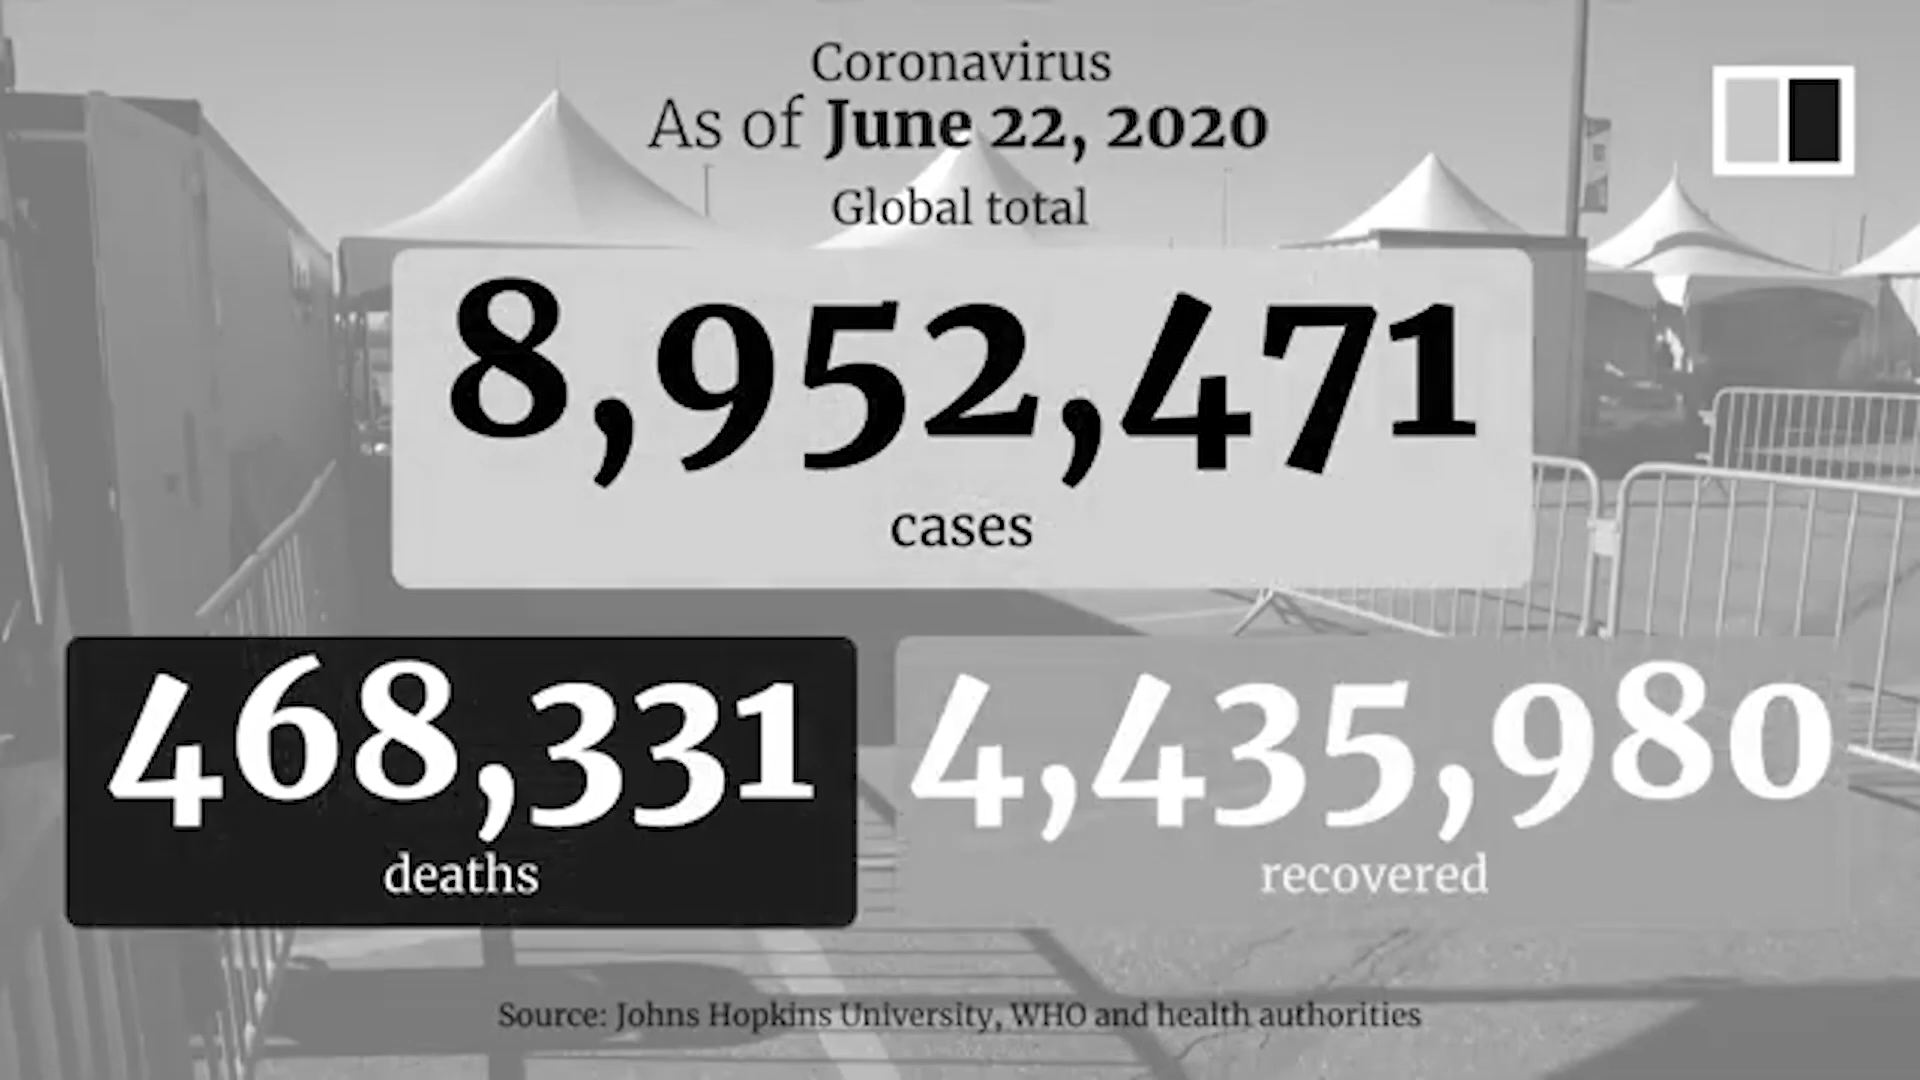 Coronavirus
As of June 22, 2020
Global total
8,952,471
cases
468,331
deaths
4,435,980
recovered
Source: Johns Hopkins University, WHO and health authorities